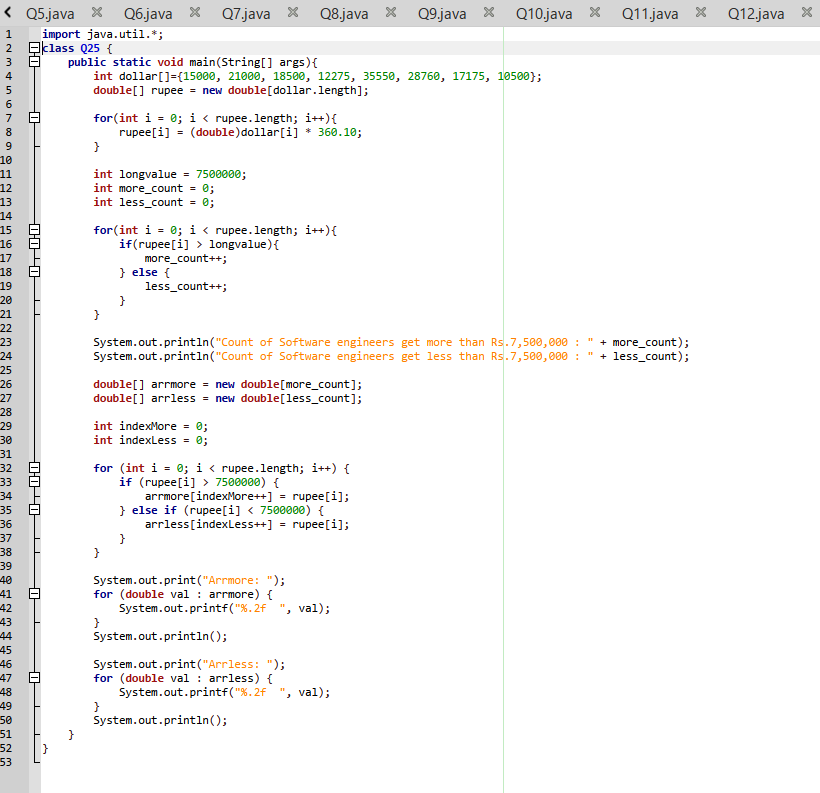 Q5.java Q6.java Q7.java Q8.java Q9.java Q10.java Q11.java Q12.java
1 import java.util.*;
2 class Q25 {
3 public static void main(String[] args){
4 int dollar[]={15000, 21000, 18500, 12275, 35550, 28760, 17175, 10500};
5 double[] rupee = new double[dollar.length];
6
7 for(int i = 0; i < rupee.length; i++){
8 rupee[i] = (double)dollar[i] * 360.10;
9 }
10
11 int longvalue = 7500000;
12 int more_count = 0;
13 int less_count = 0;
14
15 for(int i = 0; i < rupee.length; i++){
16 if(rupee[i] > longvalue){
17 more_count++;
18 } else {
19 less_count++;
20 }
21 }
22
23 System.out.println("Count of Software engineers get more than Rs.7,500,000 : " + more_count);
24 System.out.println("Count of Software engineers get less than Rs.7,500,000 : " + less_count);
25
26 double[] arrmore = new double[more_count];
27 double[] arrless = new double[less_count];
28
29 int indexMore = 0;
30 int indexLess = 0;
31
32 for (int i = 0; i < rupee.length; i++) {
33 if (rupee[i] > 7500000) {
34 arrmore[indexMore++] = rupee[i];
35 } else if (rupee[i] < 7500000) {
36 arrless[indexLess++] = rupee[i];
37 }
38 }
39
40 System.out.print("Arrmore: ");
41 for (double val : arrmore) {
42 System.out.printf("%.2f  ", val);
43 }
44 System.out.println();
45
46 System.out.print("Arrless: ");
47 for (double val : arrless) {
48 System.out.printf("%.2f  ", val);
49 }
50 System.out.println();
51 }
52 }
53